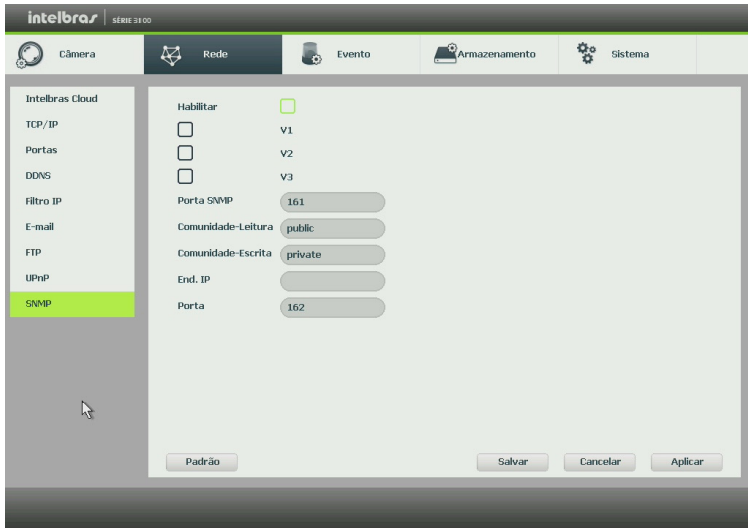 intelbras | SÉRIE 3100
Câmera
Rede
Evento
Armazenamento
Sistema
Intelbras Cloud
TCP/IP
Portas
DDNS
Filtro IP
E-mail
FTP
UPnP
SNMP
Habilitar
V1
V2
V3
Porta SNMP 161
Comunidade-Leitura public
Comunidade-Escrita private
End. IP
Porta 162
Padrão
Salvar
Cancelar
Aplicar